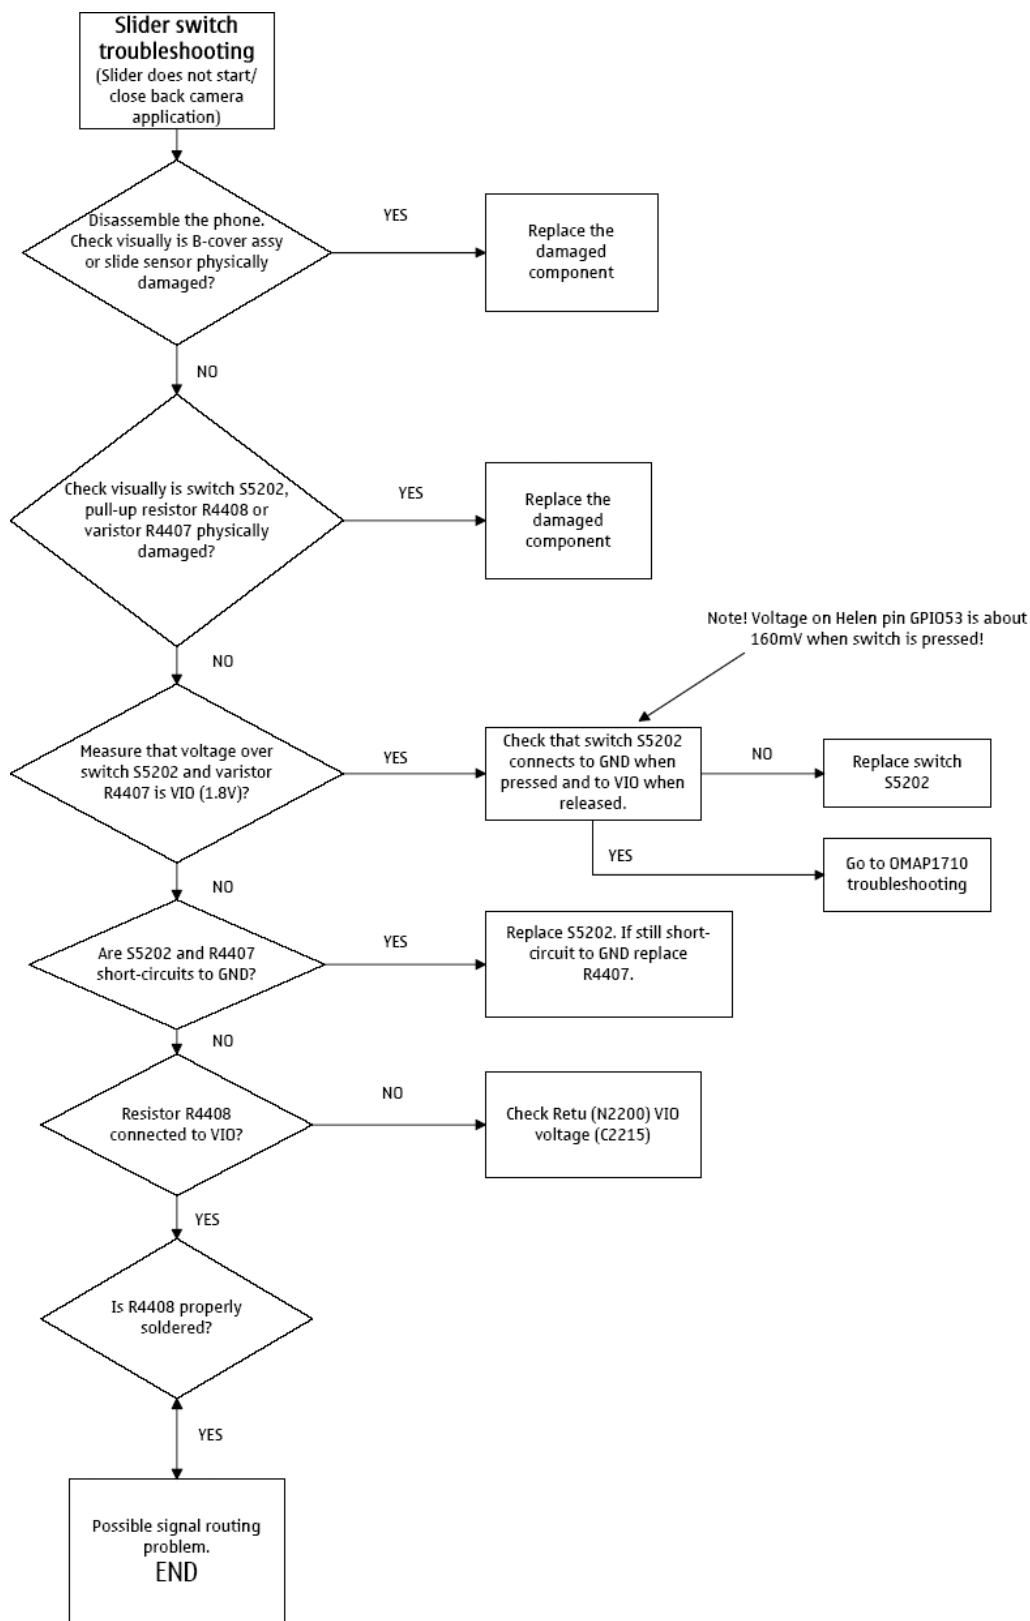 Slider switch
troubleshooting
(Slider does not start/
close back camera
application)
Disassemble the phone.
Check visually is B-cover assy
or slide sensor physically
damaged?
YES
Replace the
damaged
component
NO
Check visually is switch S5202,
pull-up resistor R4408 or
varistor R4407 physically
damaged?
YES
Replace the
damaged
component
Note! Voltage on Helen pin GPIO53 is about
160mV when switch is pressed!
NO
Measure that voltage over
switch S5202 and varistor
R4407 is VIO (1.8V)?
YES
Check that switch S5202
connects to GND when
pressed and to VIO when
released.
NO
Replace switch
S5202
YES
Go to OMAP1710
troubleshooting
NO
Are S5202 and R4407
short-circuits to GND?
YES
Replace S5202. If still short-
circuit to GND replace
R4407.
NO
Resistor R4408
connected to VIO?
NO
Check Retu (N2200) VIO
voltage (C2215)
YES
Is R4408 properly
soldered?
YES
Possible signal routing
problem.
END